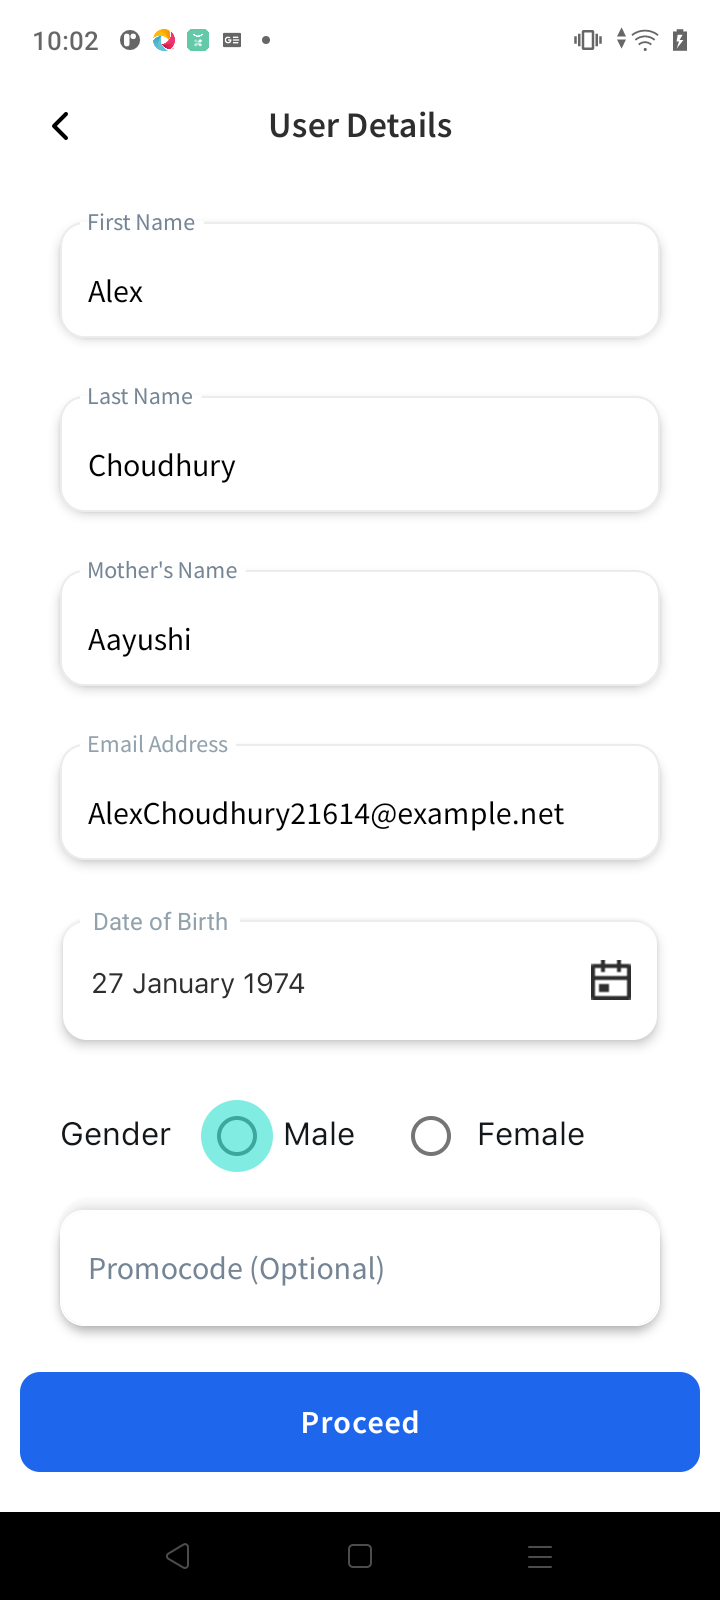 10:02
User Details
First Name
Alex
Last Name
Choudhury
Mother's Name
Aayushi
Email Address
AlexChoudhury21614@example.net
Date of Birth
27 January 1974
Gender Male Female
Promocode (Optional)
Proceed